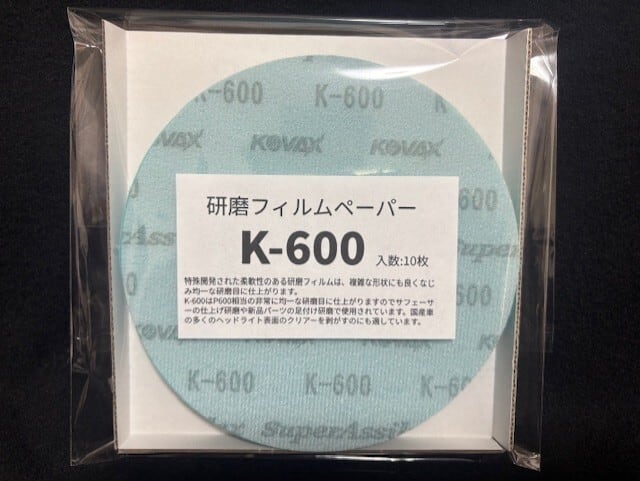 K-600 K-600 K-600
KOVAX KOVAX KOVAX
研磨フィルムペーパー
K-600 入数:10枚
特殊開発された柔軟性のある研磨フィルムは、複雑な形状にも良くなじ
み均一な研磨目に仕上がります。
K-600はP600相当の非常に均一な研磨目に仕上がりますのでサフェーサ
ーの仕上げ研磨や新品パーツの足付け研磨で使用されています。国産車
の多くのヘッドライト表面のクリアーを剥がすのにも適しています。
K-600 K-600 K-6
SuperAssil